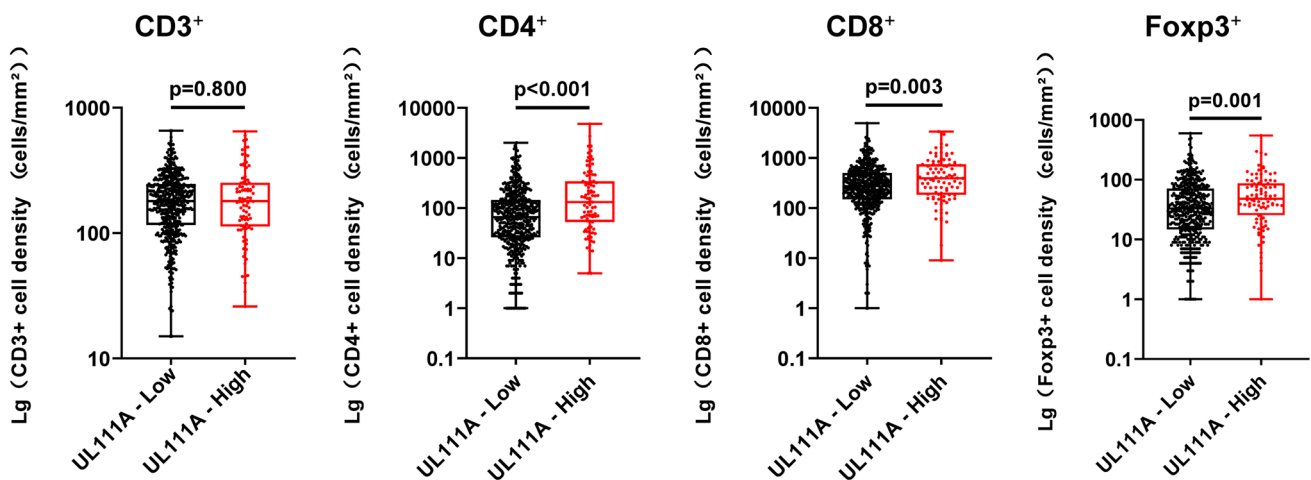 CD3⁺
Lg（CD3+ cell density（cells/mm²））
p=0.800
1000
100
10
UL111A - Low
UL111A - High
CD4⁺
Lg（CD4+ cell density（cells/mm²））
p<0.001
10000
1000
100
10
1
0.1
UL111A - Low
UL111A - High
CD8⁺
Lg（CD8+ cell density（cells/mm²））
p=0.003
10000
1000
100
10
1
0.1
UL111A - Low
UL111A - High
Foxp3⁺
Lg（Foxp3+ cell density（cells/mm²））
p=0.001
1000
100
10
1
0.1
UL111A - Low
UL111A - High